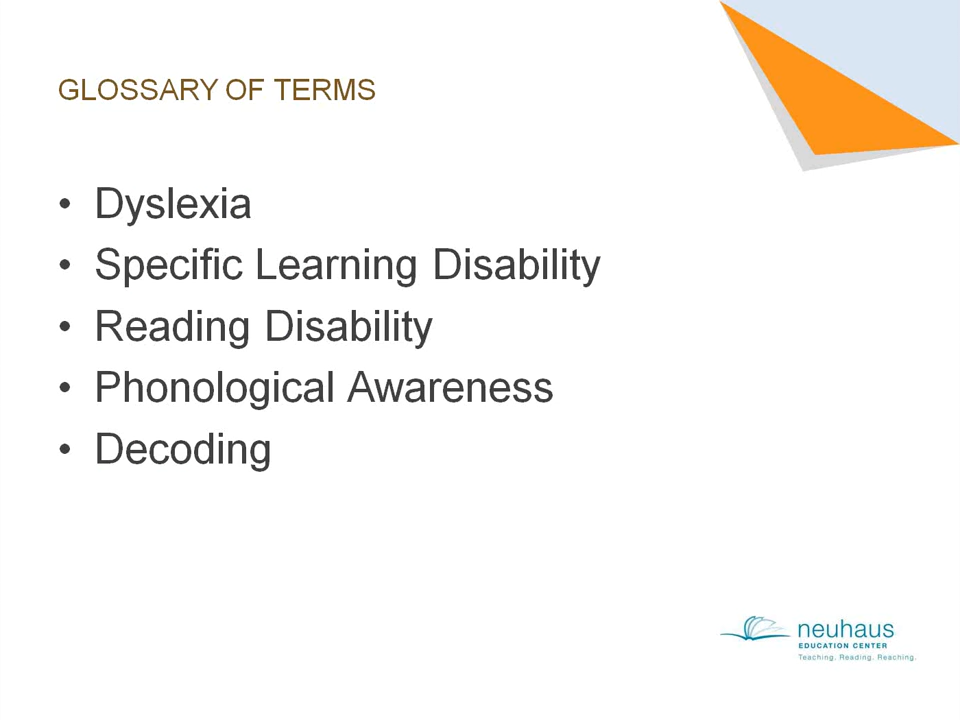 GLOSSARY OF TERMS
• Dyslexia
• Specific Learning Disability
• Reading Disability
• Phonological Awareness
• Decoding
neuhaus
EDUCATION CENTER
Teaching. Reading. Reaching.